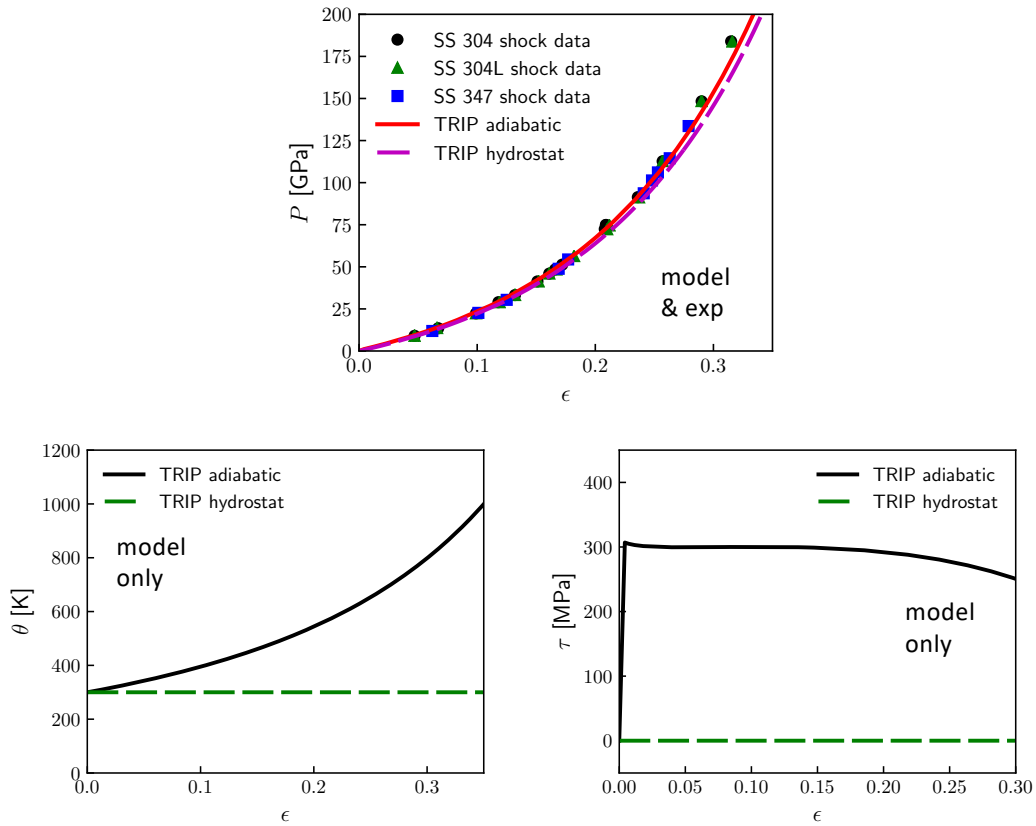 200
175
150
125
100
75
50
25
0
P [GPa]
SS 304 shock data
SS 304L shock data
SS 347 shock data
TRIP adiabatic
TRIP hydrostat
model
& exp
0.0 0.1 0.2 0.3
ϵ
1200
1000
800
600
400
200
0
θ [K]
TRIP adiabatic
TRIP hydrostat
model
only
0.0 0.1 0.2 0.3
ϵ
400
300
200
100
0
τ [MPa]
TRIP adiabatic
TRIP hydrostat
model
only
0.00 0.05 0.10 0.15 0.20 0.25 0.30
ϵ